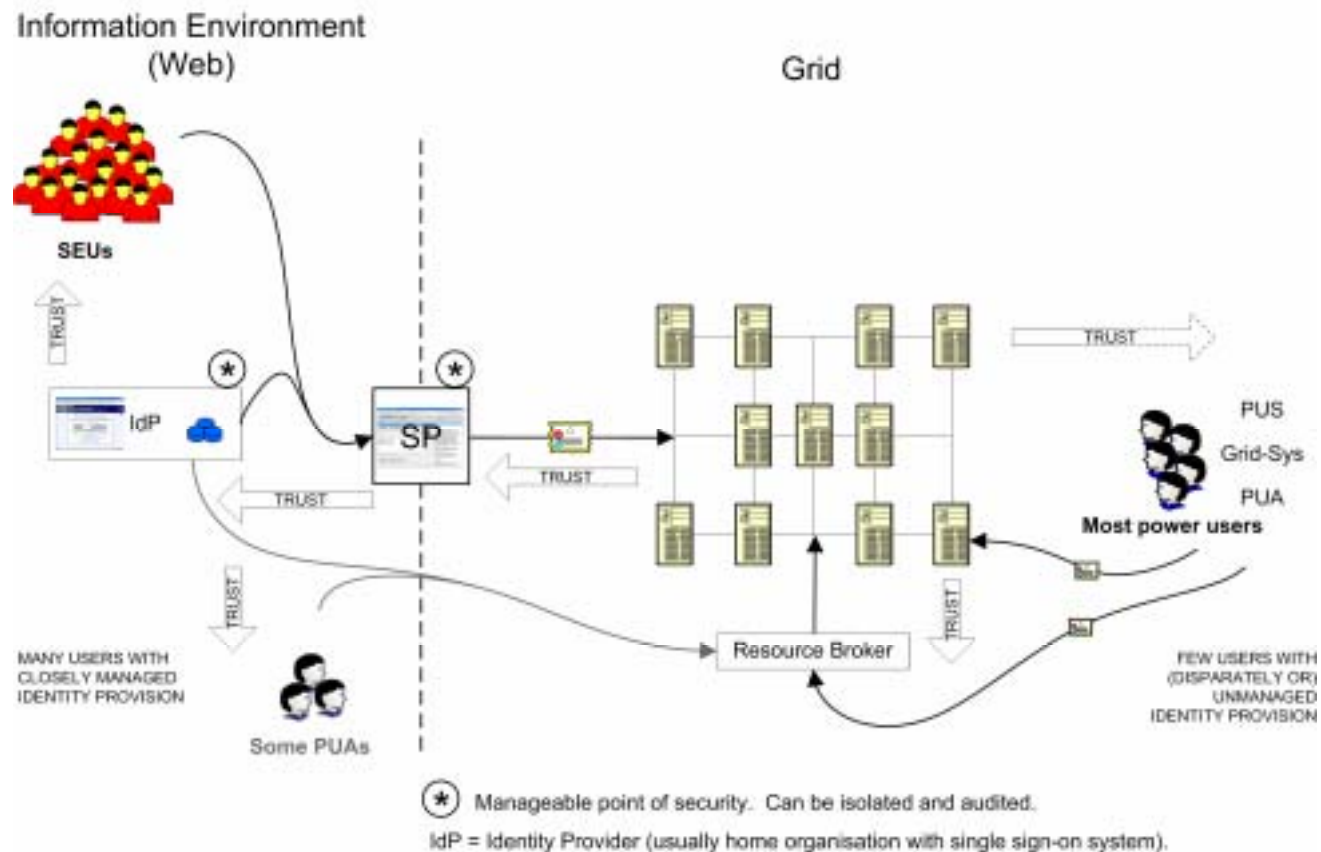 Information Environment
(Web)
Grid
SEUs
TRUST
IdP
SP
TRUST
TRUST
TRUST
PUS
Grid-Sys
PUA
Most power users
TRUST
TRUST
Resource Broker
MANY USERS WITH
CLOSELY MANAGED
IDENTITY PROVISION
Some PUAs
FEW USERS WITH
(DISPARATELY OR)
UNMANAGED
IDENTITY PROVISION
* Manageable point of security. Can be isolated and audited.
IdP = Identity Provider (usually home organisation with single sign-on system).